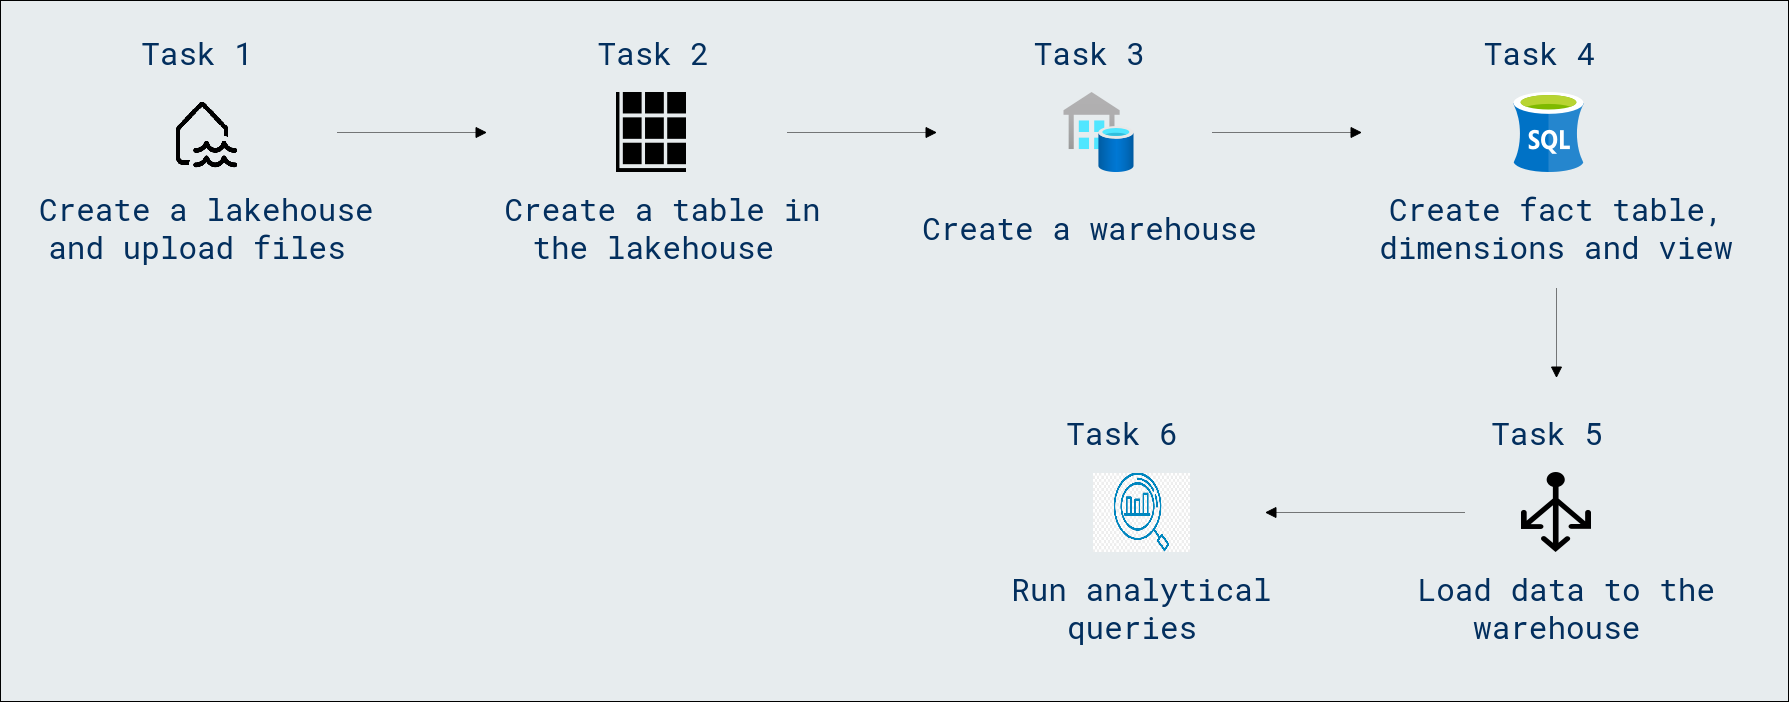 Task 1
Task 2
Task 3
Task 4
SQL
Create a lakehouse
and upload files
Create a table in
the lakehouse
Create a warehouse
Create fact table,
dimensions and view
Task 6
Task 5
Run analytical
queries
Load data to the
warehouse